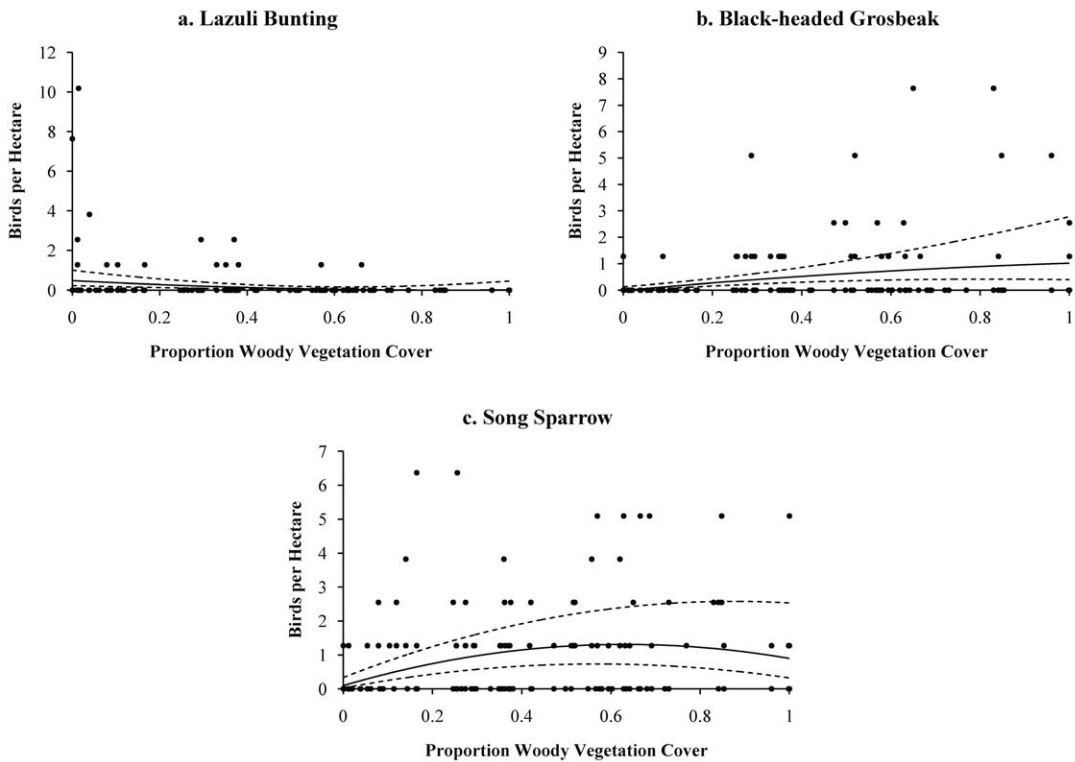 a. Lazuli Bunting
12
10
8
6
4
2
0
0 0.2 0.4 0.6 0.8 1
Birds per Hectare
Proportion Woody Vegetation Cover
b. Black-headed Grosbeak
9
8
7
6
5
4
3
2
1
0
0 0.2 0.4 0.6 0.8 1
Birds per Hectare
Proportion Woody Vegetation Cover
c. Song Sparrow
7
6
5
4
3
2
1
0
0 0.2 0.4 0.6 0.8 1
Birds per Hectare
Proportion Woody Vegetation Cover